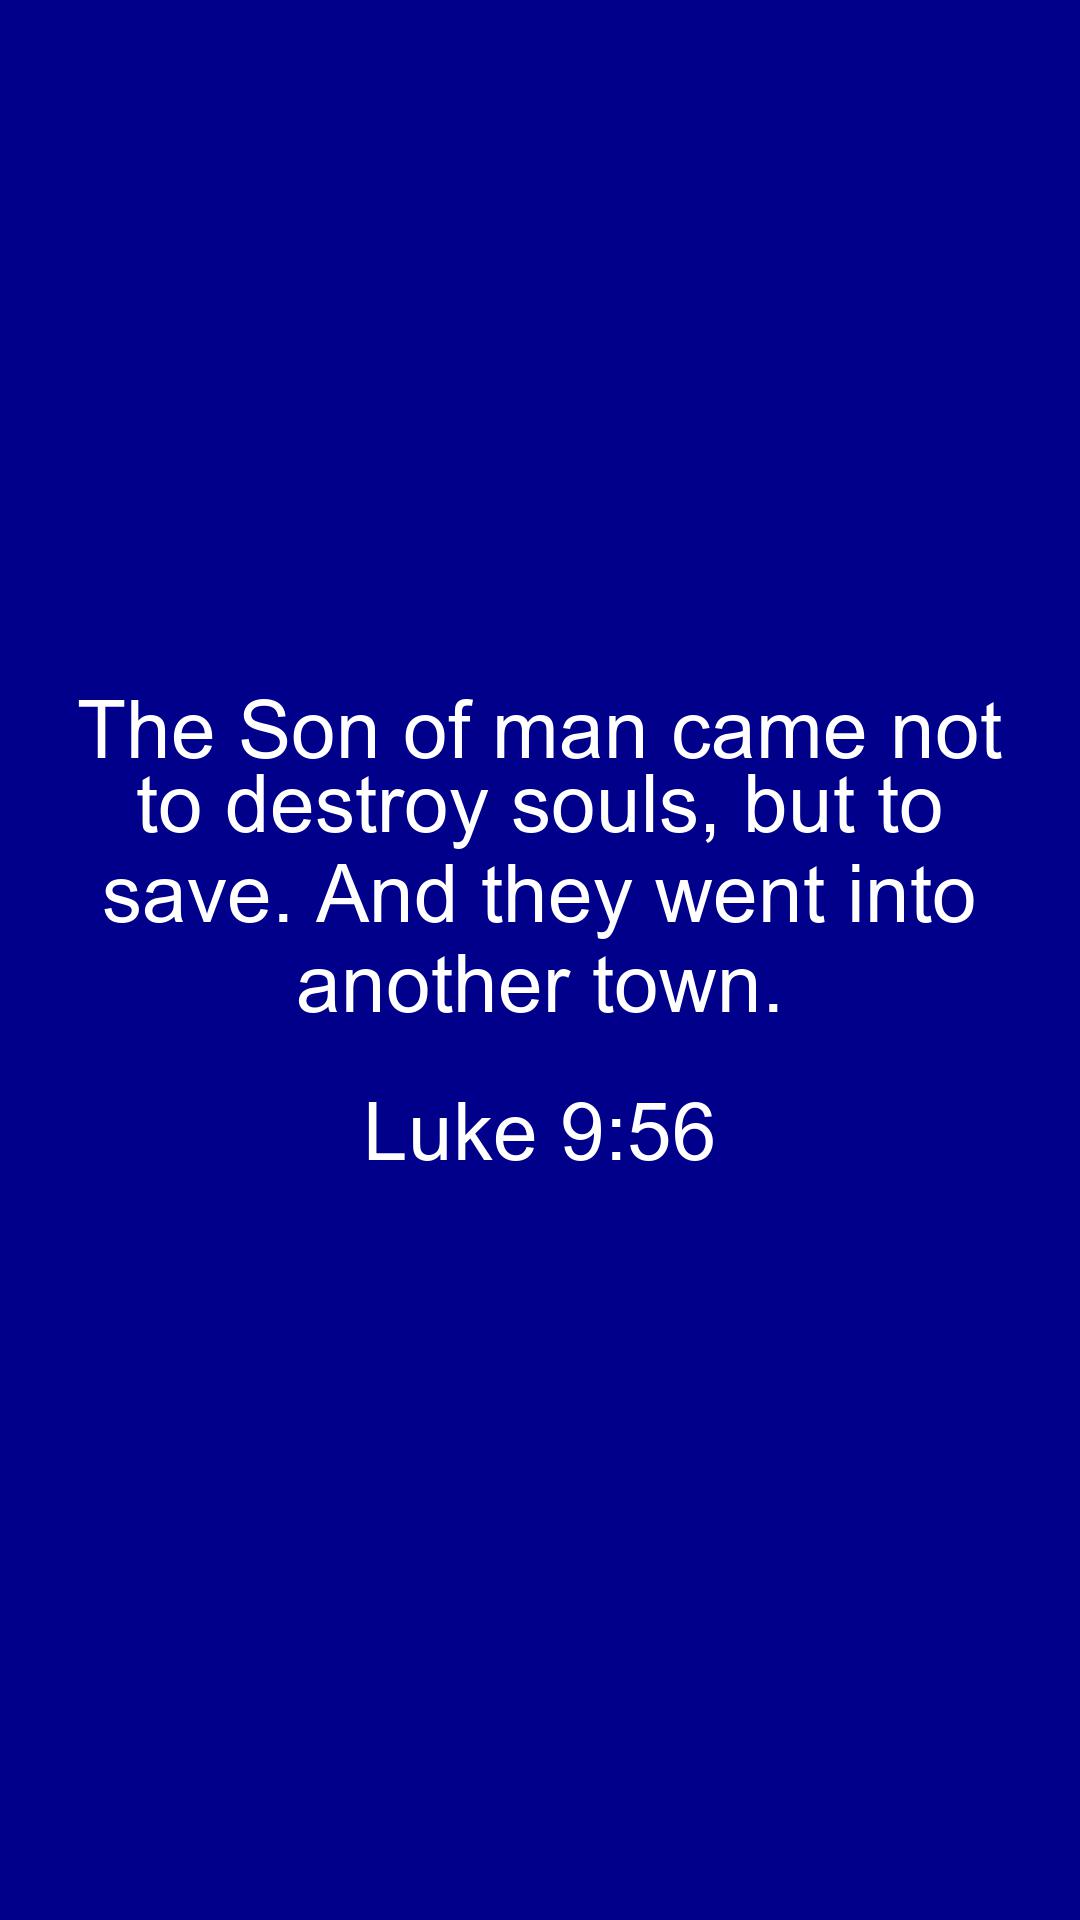 The Son of man came not
to destroy souls, but to
save. And they went into
another town.
Luke 9:56